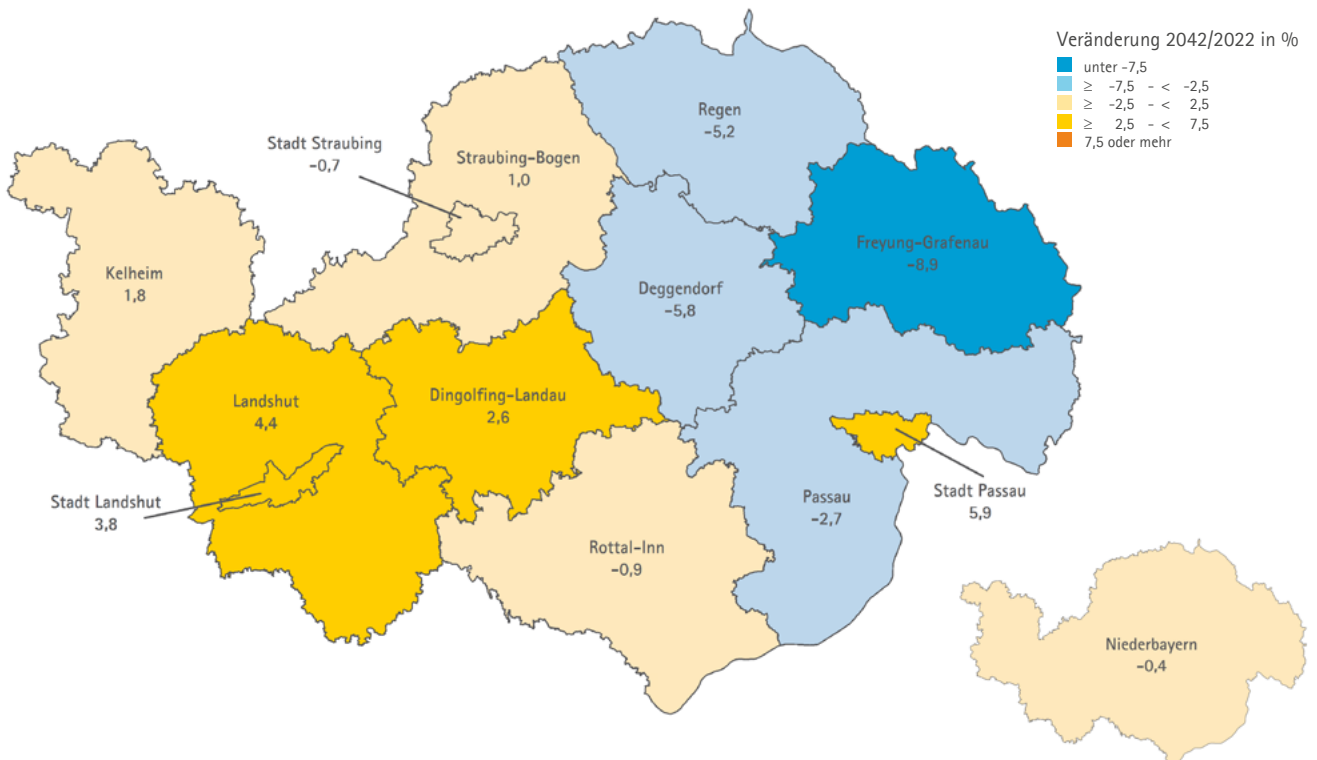 Veränderung 2042/2022 in %
unter -7,5
≥ -7,5 - < -2,5
≥ -2,5 - < 2,5
≥ 2,5 - < 7,5
7,5 oder mehr
Regen
-5,2
Stadt Straubing
-0,7
Straubing-Bogen
1,0
Freyung-Grafenau
-8,9
Kelheim
1,8
Deggendorf
-5,8
Landshut
4,4
Dingolfing-Landau
2,6
Stadt Landshut
3,8
Passau
-2,7
Stadt Passau
5,9
Rottal-Inn
-0,9
Niederbayern
-0,4